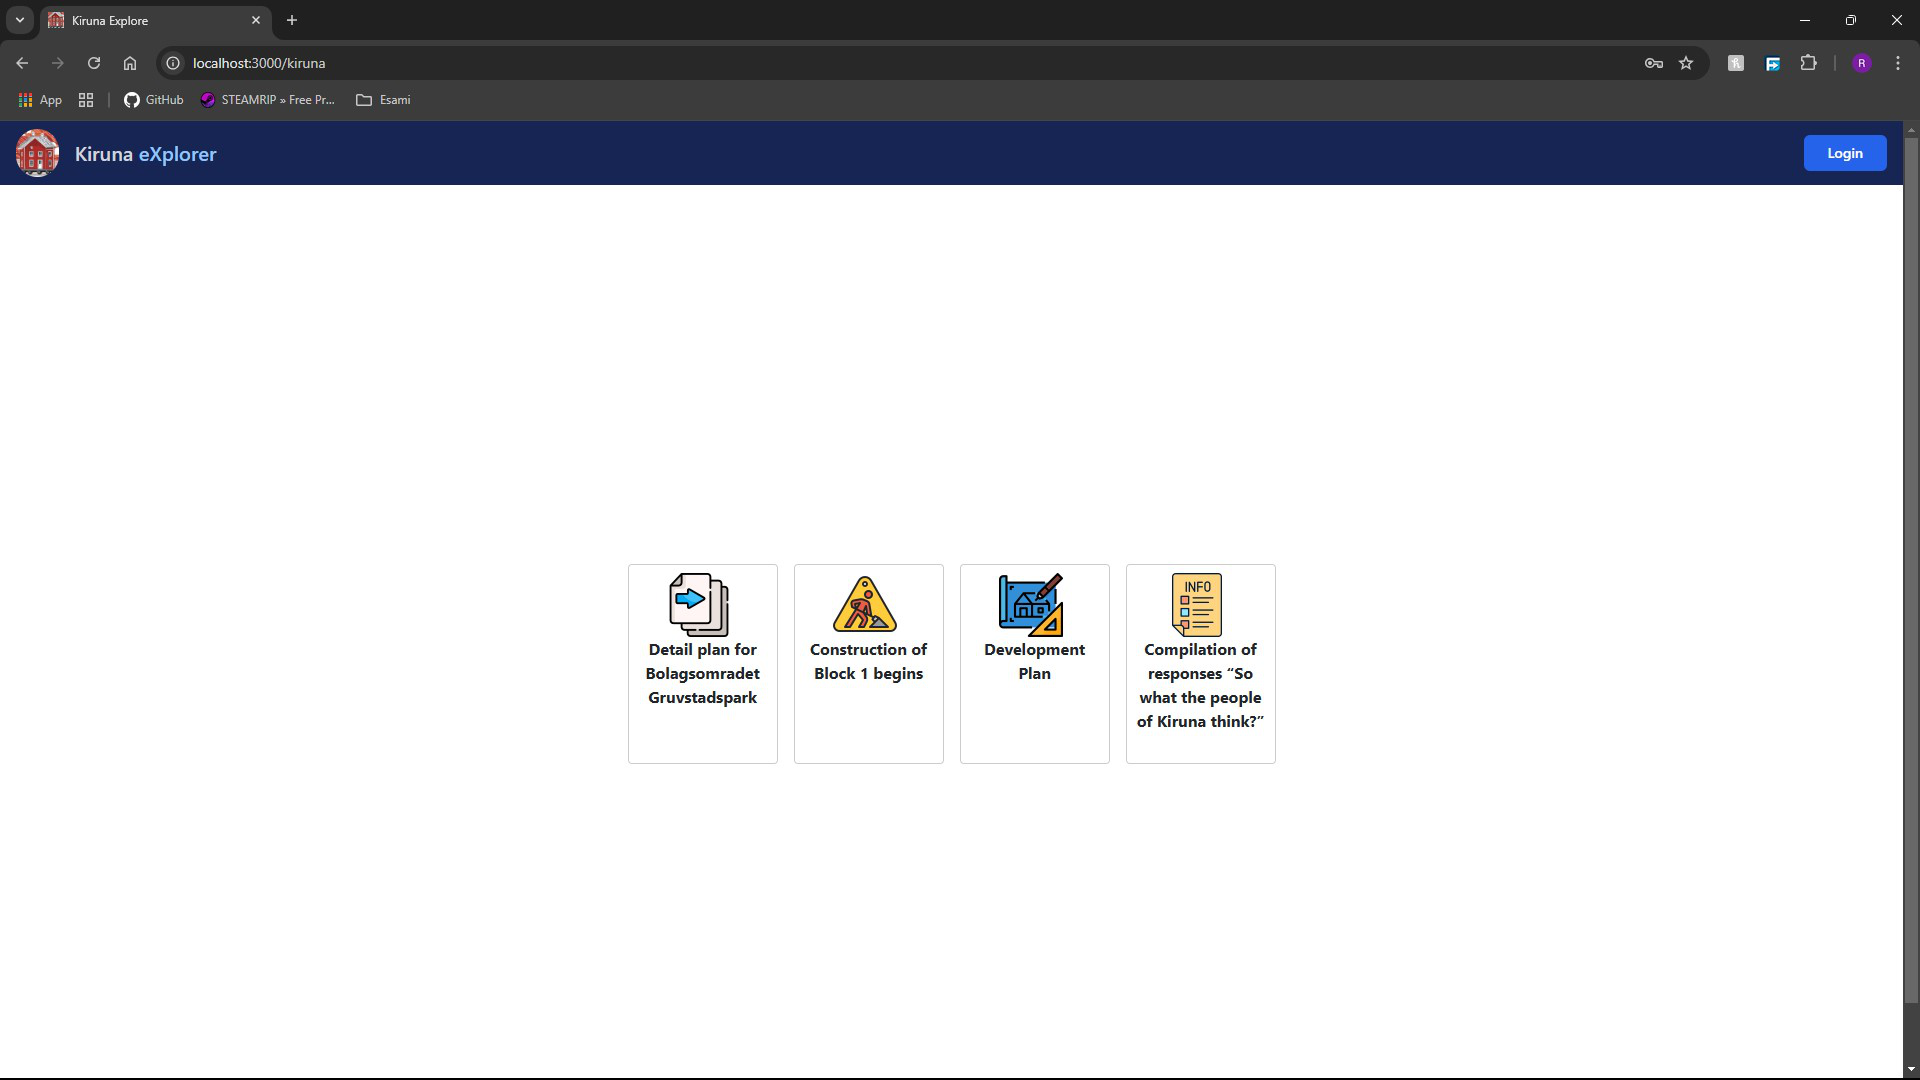 Kiruna Explore
localhost:3000/kiruna
R
App
GitHub
STEAMRIP » Free Pr...
Esami
Kiruna eXplorer
Login
Detail plan for
Bolagsomradet
Gruvstadspark
Construction of
Block 1 begins
Development
Plan
INFO
Compilation of
responses “So
what the people
of Kiruna think?”